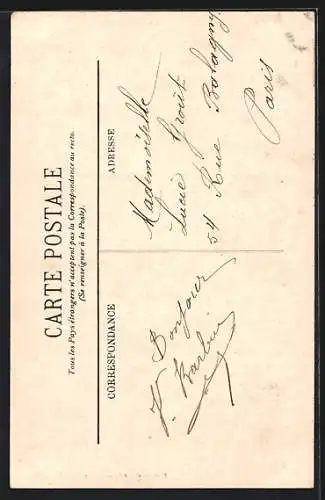 CARTE POSTALE
Tous les Pays étrangers n'acceptent pas la Correspondance au recto.
(Se renseigner à la Poste).
CORRESPONDANCE
Bonjour
ADRESSE
Mademoiselle
Lucie
54 Rue Balagny
Paris